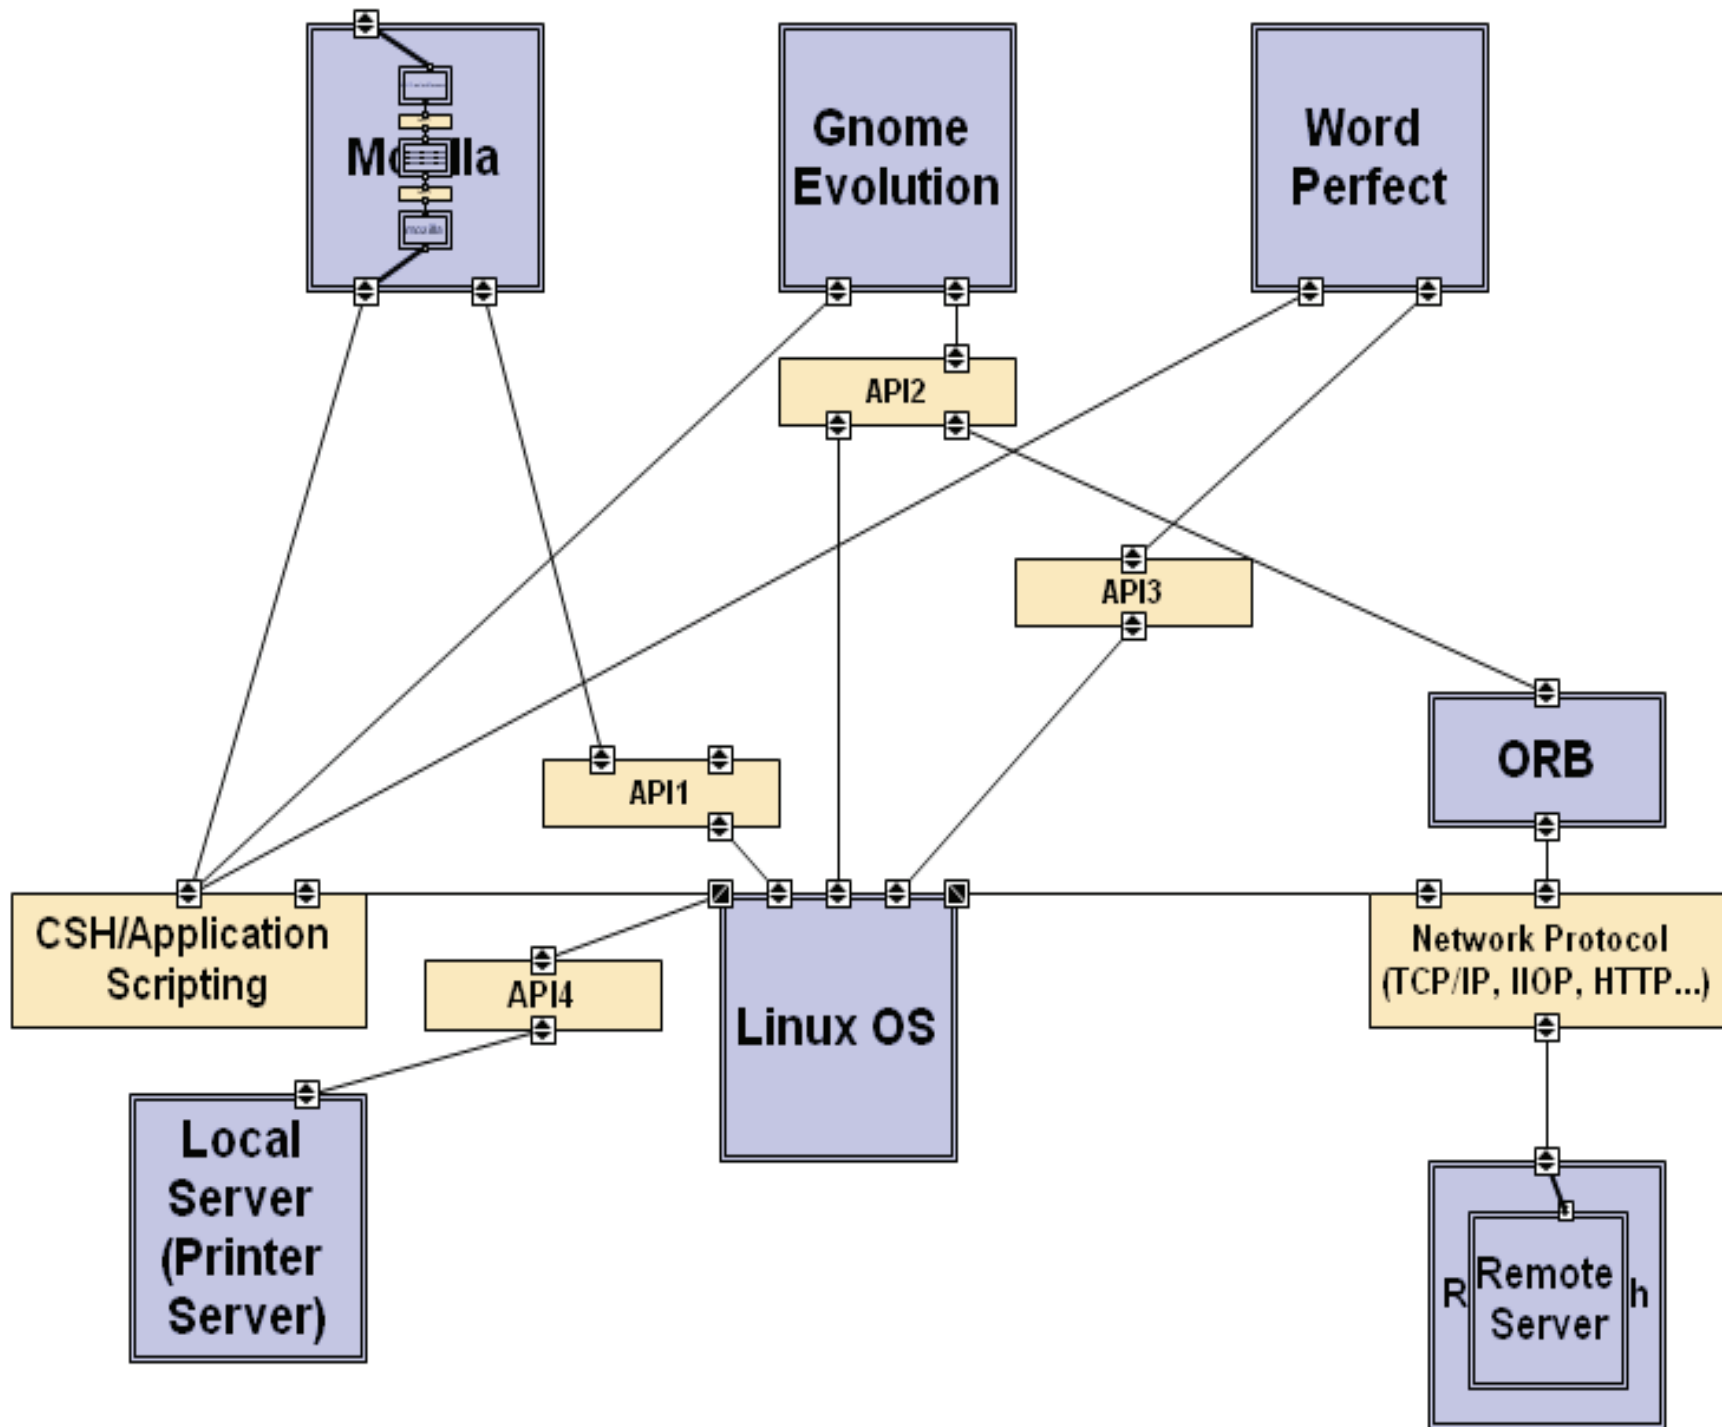 mozilla
Gnome
Evolution
Word
Perfect
API2
API3
API1
ORB
CSH/Application
Scripting
API4
Linux OS
Network Protocol
(TCP/IP, IIOP, HTTP...)
Local
Server
(Printer
Server)
Remote
Server